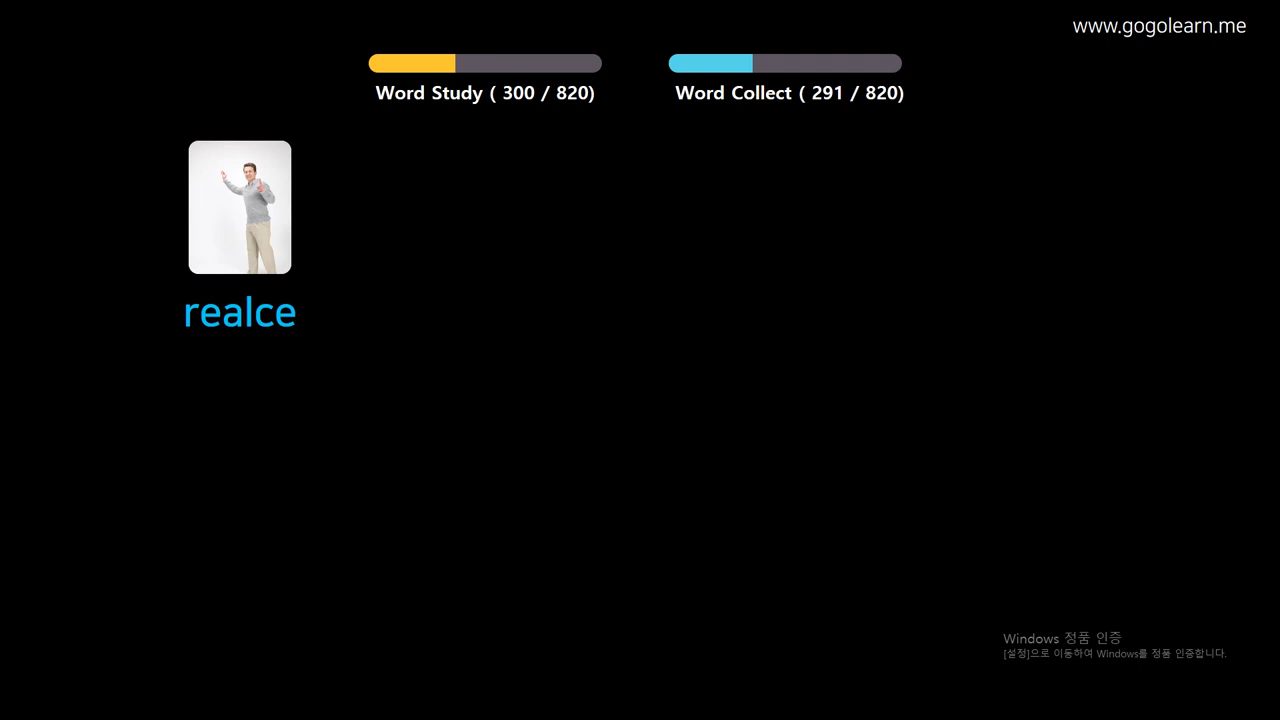 www.gogolearn.me
Word Study ( 300 / 820)
Word Collect ( 291 / 820)
realce
Windows 정품 인증
[설정]으로 이동하여 Windows를 정품 인증합니다.